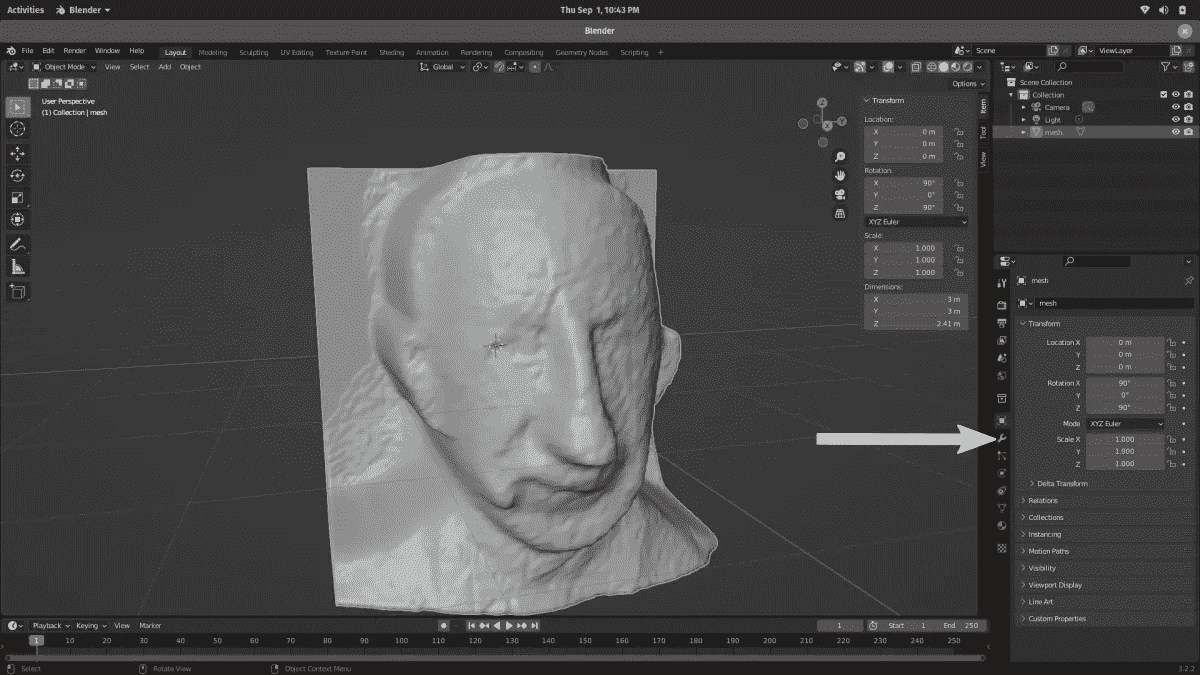 Activities Blender Thu Sep 1, 10:43 PM
Blender
File Edit Render Window Help Layout Modeling Sculpting UV Editing Texture Paint Shading Animation Rendering Compositing Geometry Nodes Scripting + Scene ViewLayer
Object Mode View Select Add Object Global
Options
User Perspective
(1) Collection | mesh
Transform
Location:
X 0 m
Y 0 m
Z 0 m
Rotation:
X 90°
Y 0°
Z 90°
XYZ Euler
Scale:
X 1.000
Y 1.000
Z 1.000
Dimensions:
X 3 m
Y 3 m
Z 2.41 m
Item
Tool
View
Z
Y
X
Scene Collection
Collection
Camera
Light
mesh
mesh
mesh
Transform
Location X 0 m
Y 0 m
Z 0 m
Rotation X 90°
Y 0°
Z 90°
Mode XYZ Euler
Scale X 1.000
Y 1.000
Z 1.000
Delta Transform
Relations
Collections
Instancing
Motion Paths
Visibility
Viewport Display
Line Art
Custom Properties
Playback Keying View Marker 1 Start 1 End 250
1 10 20 30 40 50 60 70 80 90 100 110 120 130 140 150 160 170 180 190 200 210 220 230 240 250
Select Rotate View Object Context Menu 3.2.2